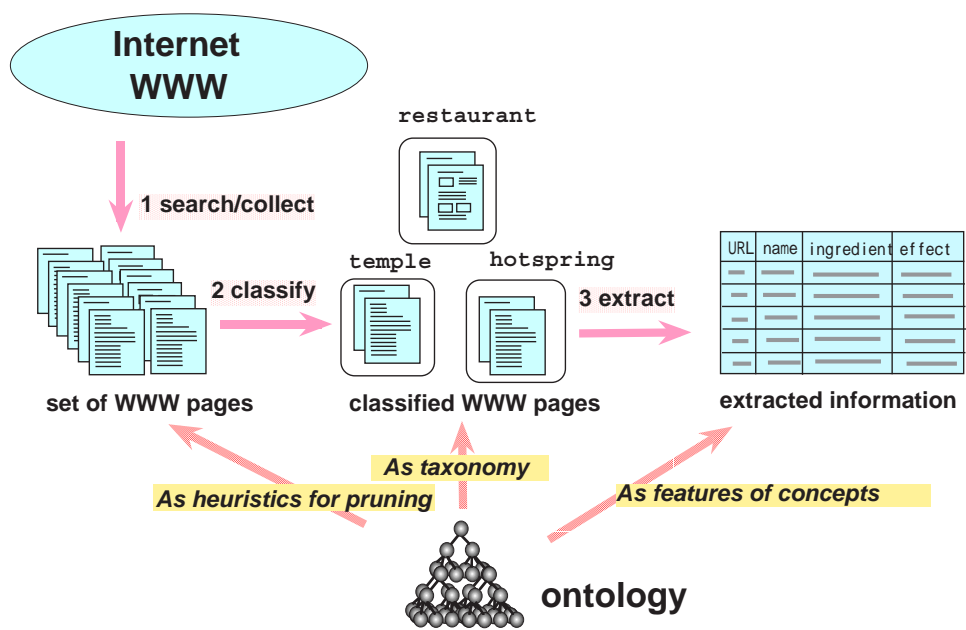 Internet
WWW
restaurant
1 search/collect
temple
hotspring
2 classify
3 extract
URL name ingredient effect
set of WWW pages
classified WWW pages
extracted information
As taxonomy
As heuristics for pruning
As features of concepts
ontology